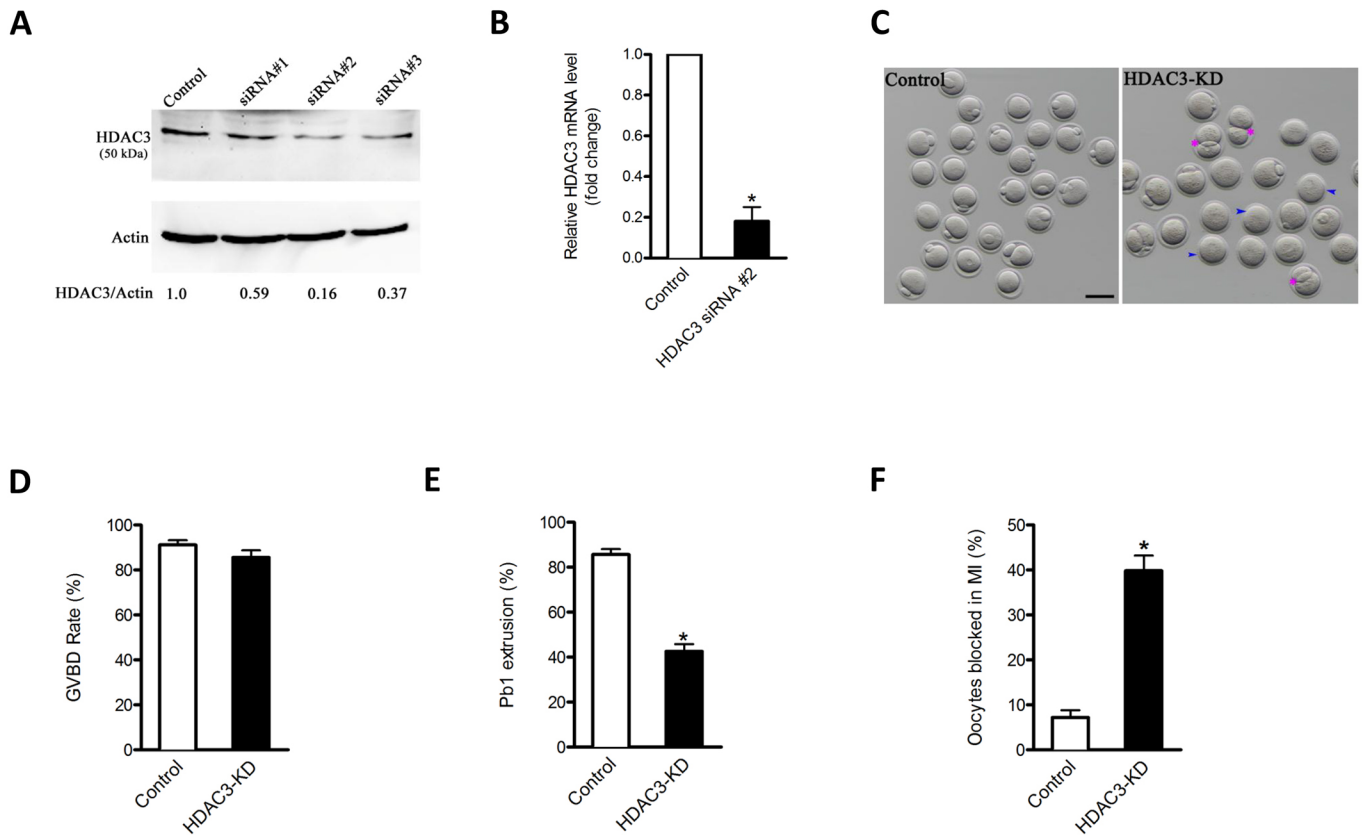 A
Control
siRNA#1
siRNA#2
siRNA#3
HDAC3
(50 kDa)
Actin
HDAC3/Actin 1.0 0.59 0.16 0.37
B
Relative HDAC3 mRNA level
(fold change)
1.0
0.8
0.6
0.4
0.2
0.0
*
Control
HDAC3 siRNA #2
C
Control
HDAC3-KD
*
*
*
D
GVBD Rate (%)
100
80
60
40
20
0
Control
HDAC3-KD
E
Pb1 extrusion (%)
100
80
60
40
20
0
*
Control
HDAC3-KD
F
Oocytes blocked in MI (%)
50
40
30
20
10
0
*
Control
HDAC3-KD